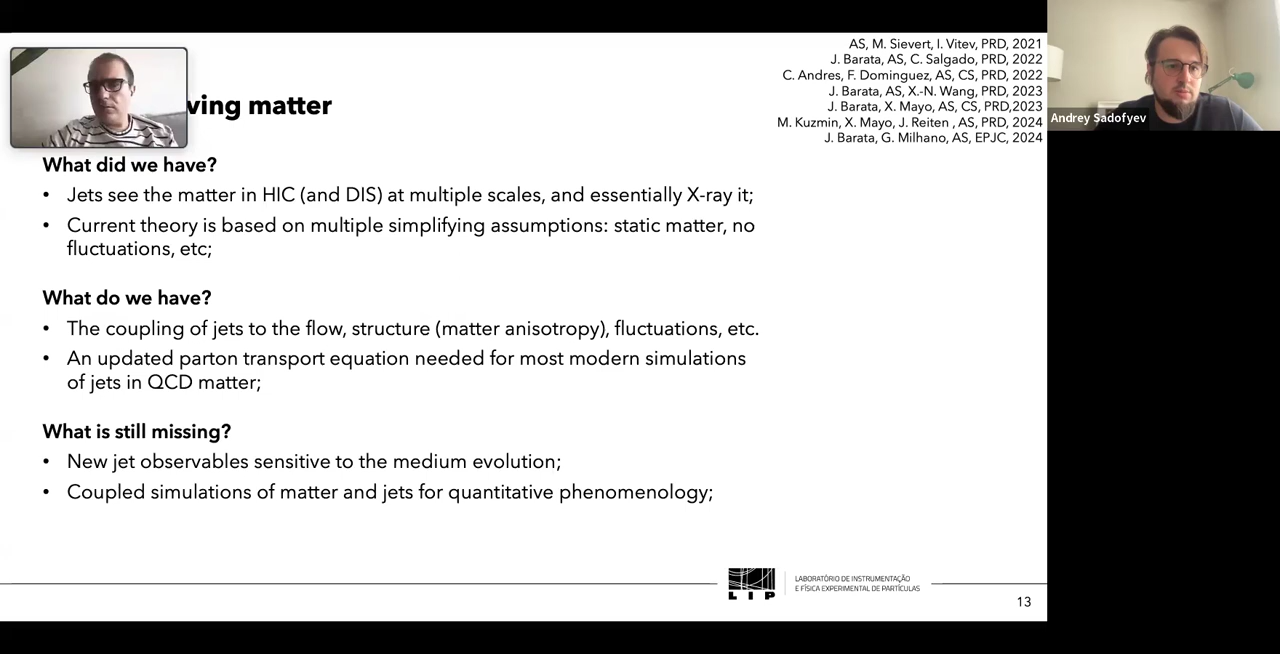 AS, M. Sievert, I. Vitev, PRD, 2021
J. Barata, AS, C. Salgado, PRD, 2022
C. Andres, F. Dominguez, AS, CS, PRD, 2022
J. Barata, AS, X.-N. Wang, PRD, 2023
J. Barata, X. Mayo, AS, CS, PRD,2023
M. Kuzmin, X. Mayo, J. Reiten , AS, PRD, 2024
J. Barata, G. Milhano, AS, EPJC, 2024
Andrey Sadofyev
ving matter
What did we have?
• Jets see the matter in HIC (and DIS) at multiple scales, and essentially X-ray it;
• Current theory is based on multiple simplifying assumptions: static matter, no
fluctuations, etc;
What do we have?
• The coupling of jets to the flow, structure (matter anisotropy), fluctuations, etc.
• An updated parton transport equation needed for most modern simulations
of jets in QCD matter;
What is still missing?
• New jet observables sensitive to the medium evolution;
• Coupled simulations of matter and jets for quantitative phenomenology;
LIP
LABORATÓRIO DE INSTRUMENTAÇÃO
E FÍSICA EXPERIMENTAL DE PARTÍCULAS
13